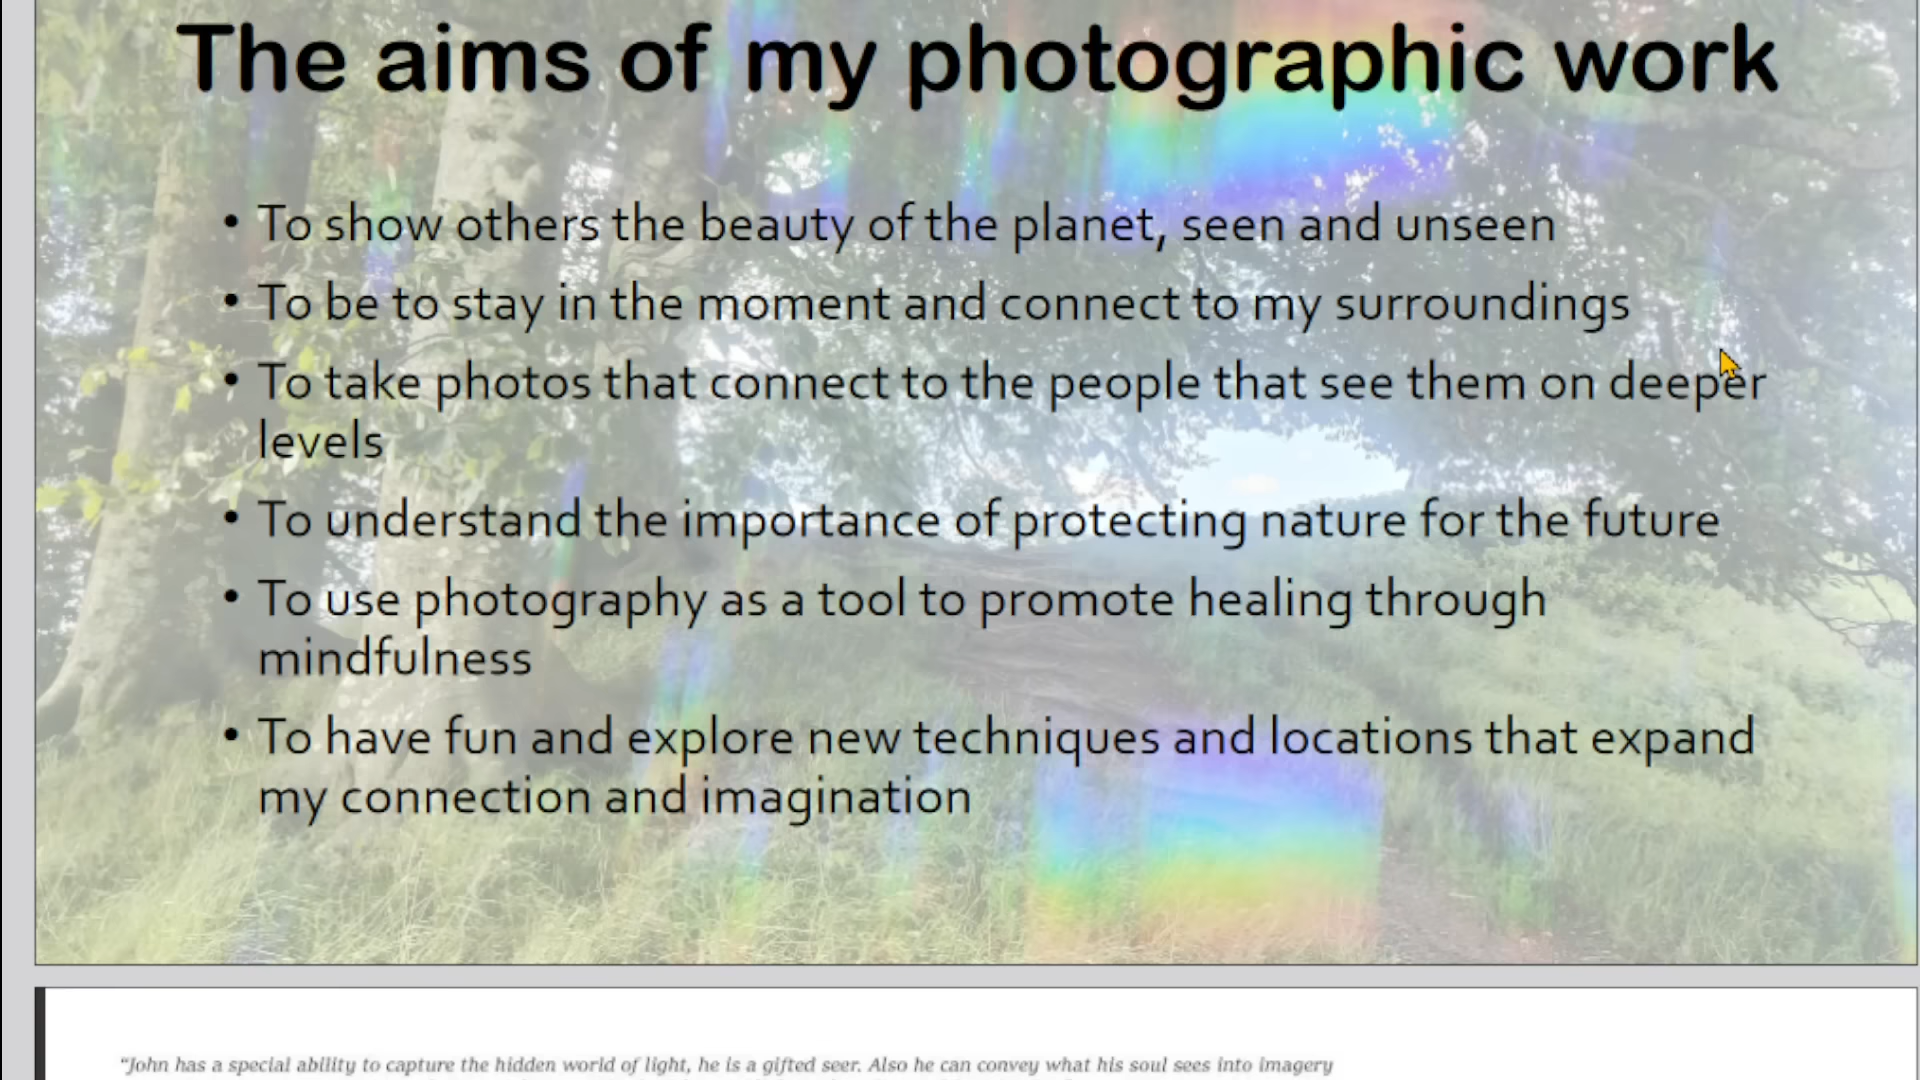 The aims of my photographic work
• To show others the beauty of the planet, seen and unseen
• To be to stay in the moment and connect to my surroundings
• To take photos that connect to the people that see them on deeper
levels
• To understand the importance of protecting nature for the future
• To use photography as a tool to promote healing through
mindfulness
• To have fun and explore new techniques and locations that expand
my connection and imagination
“John has a special ability to capture the hidden world of light, he is a gifted seer. Also he can convey what his soul sees into imagery